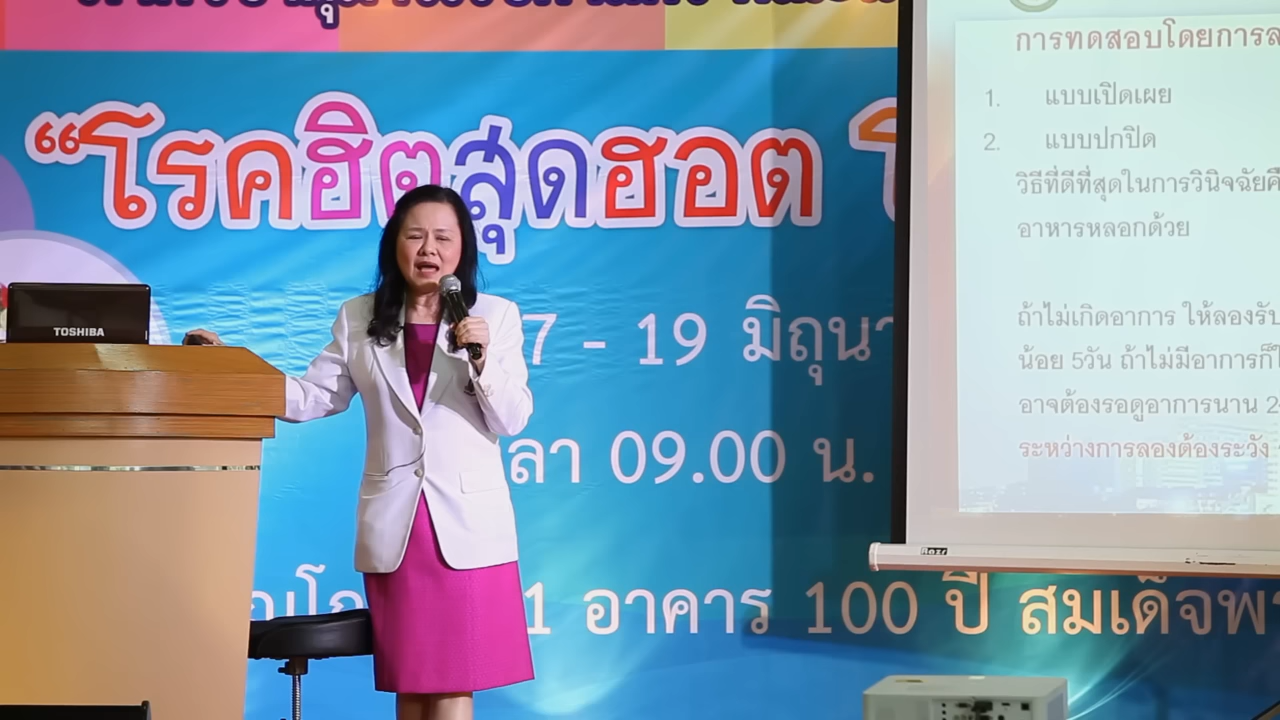 “โรคฮิตสุดฮอต
7 - 19 มิถุนา
ลา 09.00 น.
1 อาคาร 100 ปี สมเด็จพ
TOSHIBA
การทดสอบโดยการล
1. แบบเปิดเผย
2. แบบปกปิด
วิธีที่ดีที่สุดในการวินิจฉัยคื
อาหารหลอกด้วย
ถ้าไม่เกิดอาการ ให้ลองรับ
น้อย 5วัน ถ้าไม่มีอาการก็
อาจต้องรอดูอาการนาน 2
ระหว่างการลองต้องระวัง